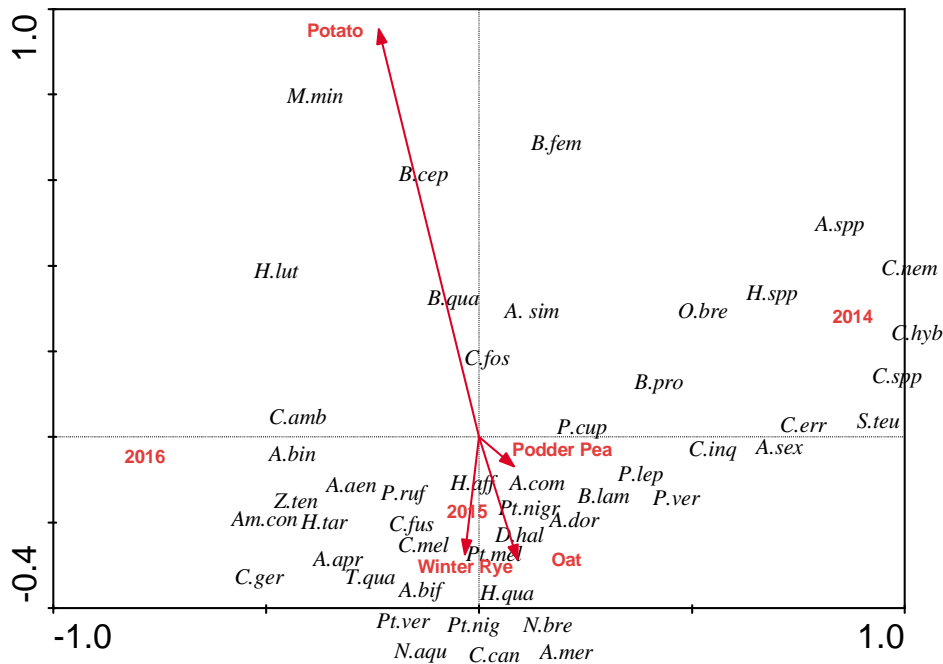 1.0
Potato
M.min
B.fem
B.cep
A.spp
H.lut
C.nem
B.qua
A. sim
H.spp
O.bre
2014
C.hyb
C.fos
B.pro
C.spp
C.amb
P.cup
C.err
S.teu
A.bin
2016
Podder Pea
C.inq
A.sex
A.aen
P.ruf
H.aff
A.com
P.lep
Z.ten
B.lam
P.ver
Am.con
H.tar
C.fus
2015
Pt.nigr
A.dor
C.mel
D.hal
A.apr
Pt.mel
Winter Rye
Oat
C.ger
T.qua
A.bif
H.qua
-0.4
Pt.ver
Pt.nig
N.bre
-1.0
1.0
N.aqu
C.can
A.mer